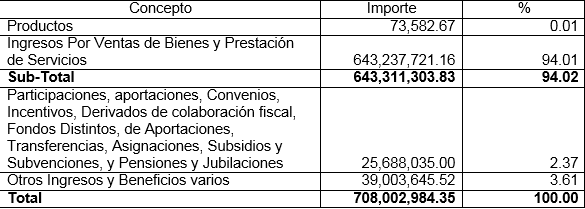 Concepto Importe %
Productos 73,582.67 0.01
Ingresos Por Ventas de Bienes y Prestación
de Servicios 643,237,721.16 94.01
Sub-Total 643,311,303.83 94.02
Participaciones, aportaciones, Convenios,
Incentivos, Derivados de colaboración fiscal,
Fondos Distintos, de Aportaciones,
Transferencias, Asignaciones, Subsidios y
Subvenciones, y Pensiones y Jubilaciones 25,688,035.00 2.37
Otros Ingresos y Beneficios varios 39,003,645.52 3.61
Total 708,002,984.35 100.00